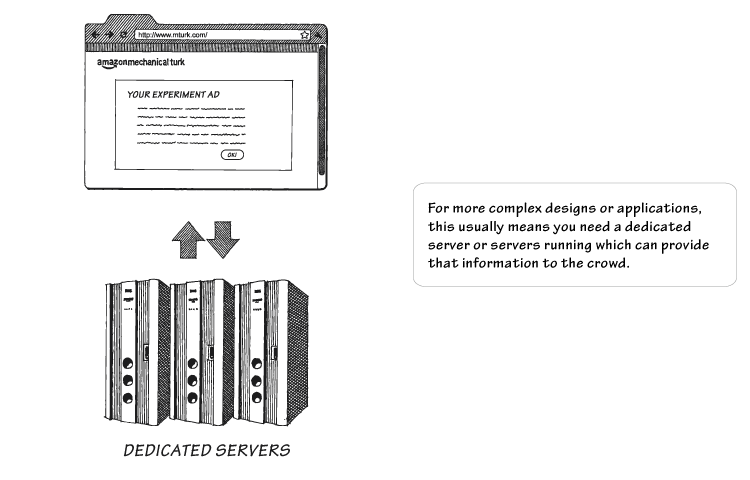 http://www.mturk.com/
amazonmechanical turk
YOUR EXPERIMENT AD
OK!
For more complex designs or applications,
this usually means you need a dedicated
server or servers running which can provide
that information to the crowd.
DEDICATED SERVERS